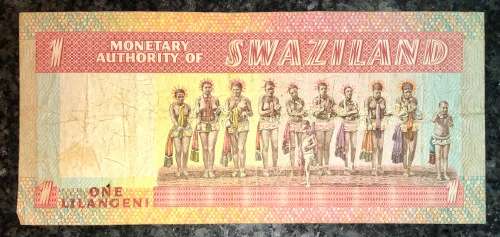 1
MONETARY
AUTHORITY OF
SWAZILAND
1
ONE
LILANGENI
1